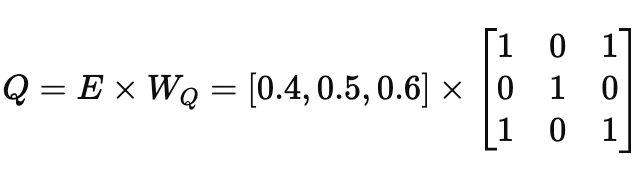 Q = E × W_Q = [0.4, 0.5, 0.6] × [1 0 1
0 1 0
1 0 1]